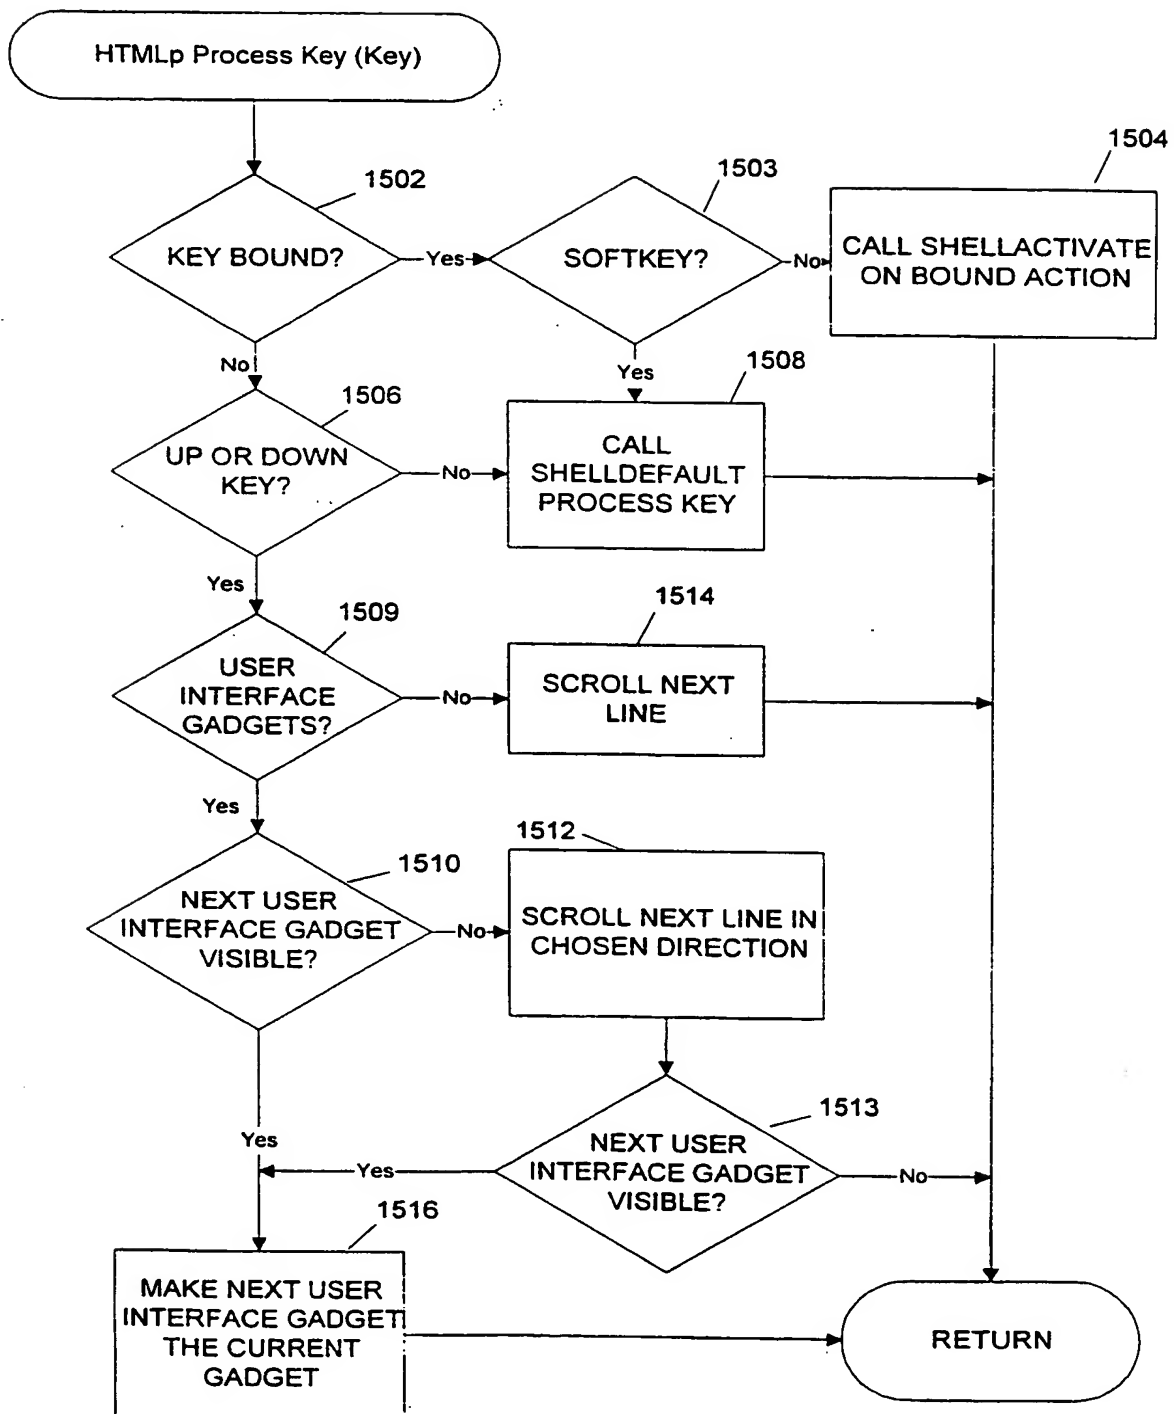 HTMLp Process Key (Key)
1502
1503
1504
KEY BOUND?
Yes
SOFTKEY?
No
CALL SHELLACTIVATE
ON BOUND ACTION
No
Yes
1506
1508
UP OR DOWN
KEY?
No
CALL
SHELLDEFAULT
PROCESS KEY
Yes
1509
1514
USER
INTERFACE
GADGETS?
No
SCROLL NEXT
LINE
Yes
1510
1512
NEXT USER
INTERFACE GADGET
VISIBLE?
No
SCROLL NEXT LINE IN
CHOSEN DIRECTION
1513
Yes
Yes
NEXT USER
INTERFACE GADGET
VISIBLE?
No
1516
MAKE NEXT USER
INTERFACE GADGET
THE CURRENT
GADGET
RETURN